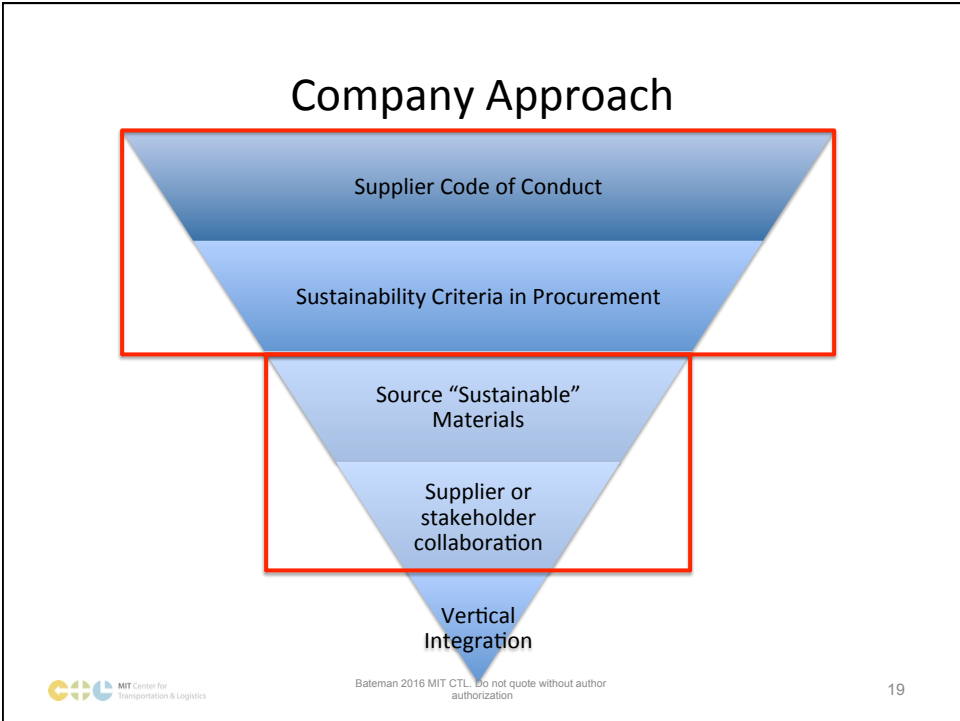 Company Approach
Supplier Code of Conduct
Sustainability Criteria in Procurement
Source “Sustainable”
Materials
Supplier or
stakeholder
collaboration
Vertical
Integration
MIT Center for
Transportation & Logistics
Bateman 2016 MIT CTL. Do not quote without author
authorization
19